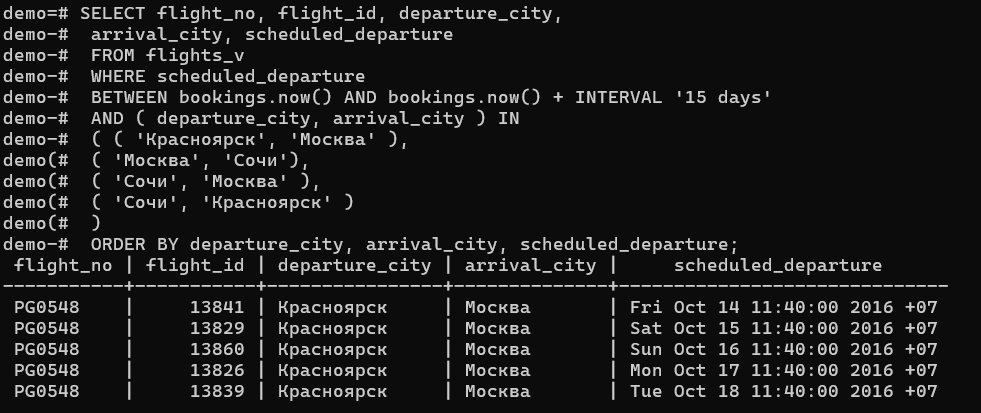 demo=# SELECT flight_no, flight_id, departure_city,
demo-#  arrival_city, scheduled_departure
demo-#  FROM flights_v
demo-#  WHERE scheduled_departure
demo-#  BETWEEN bookings.now() AND bookings.now() + INTERVAL '15 days'
demo-#  AND ( departure_city, arrival_city ) IN
demo-#  ( ( 'Красноярск', 'Москва' ),
demo(#  ( 'Москва', 'Сочи'),
demo(#  ( 'Сочи', 'Москва' ),
demo(#  ( 'Сочи', 'Красноярск' )
demo(#  )
demo-#  ORDER BY departure_city, arrival_city, scheduled_departure;
 flight_no | flight_id | departure_city | arrival_city |     scheduled_departure
-----------+-----------+----------------+--------------+------------------------------
 PG0548    |     13841 | Красноярск     | Москва       | Fri Oct 14 11:40:00 2016 +07
 PG0548    |     13829 | Красноярск     | Москва       | Sat Oct 15 11:40:00 2016 +07
 PG0548    |     13860 | Красноярск     | Москва       | Sun Oct 16 11:40:00 2016 +07
 PG0548    |     13826 | Красноярск     | Москва       | Mon Oct 17 11:40:00 2016 +07
 PG0548    |     13839 | Красноярск     | Москва       | Tue Oct 18 11:40:00 2016 +07